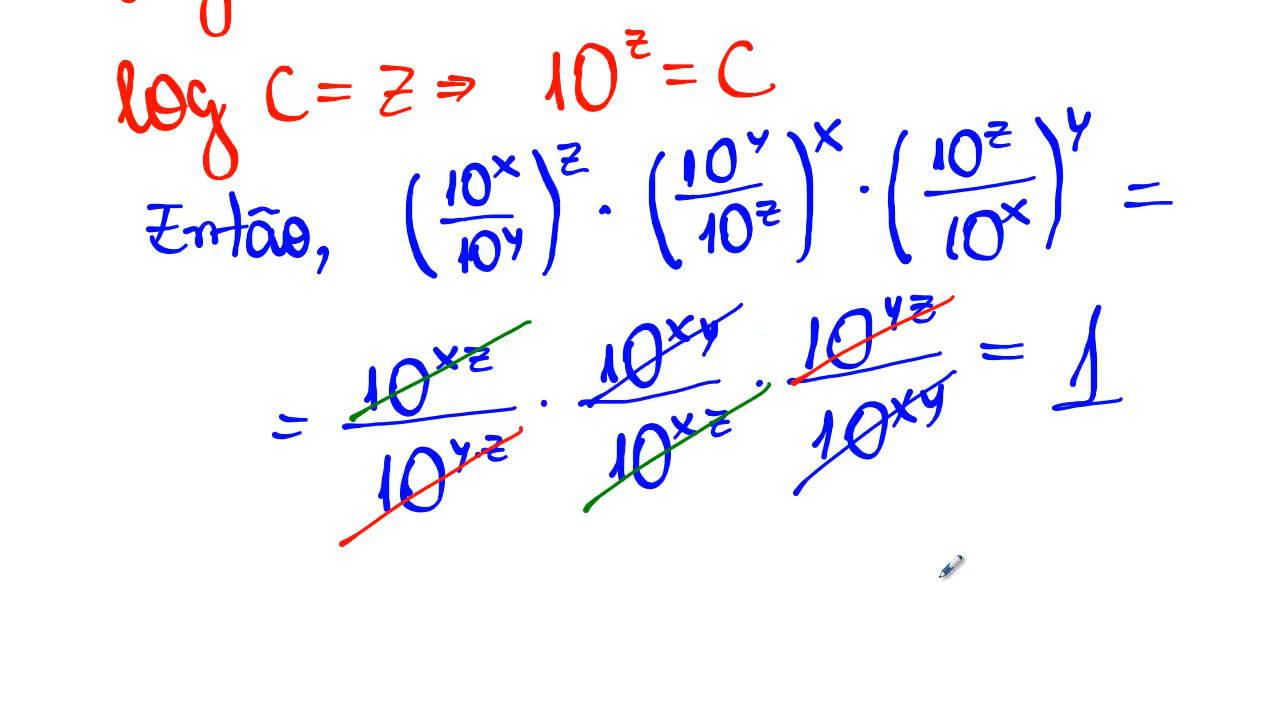 log C = z ⇒ 10^z = C
Então, (10^x/10^y)^z · (10^y/10^z)^x · (10^z/10^x)^y =
= 10^xz/10^y·z · 10^xy/10^xz · 10^yz/10^xy = 1